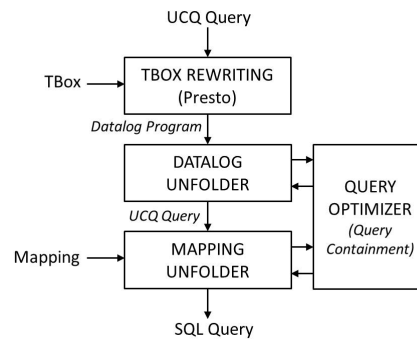 UCQ Query
TBox
TBOX REWRITING
(Presto)
Datalog Program
DATALOG
UNFOLDER
UCQ Query
Mapping
MAPPING
UNFOLDER
QUERY
OPTIMIZER
(Query
Containment)
SQL Query